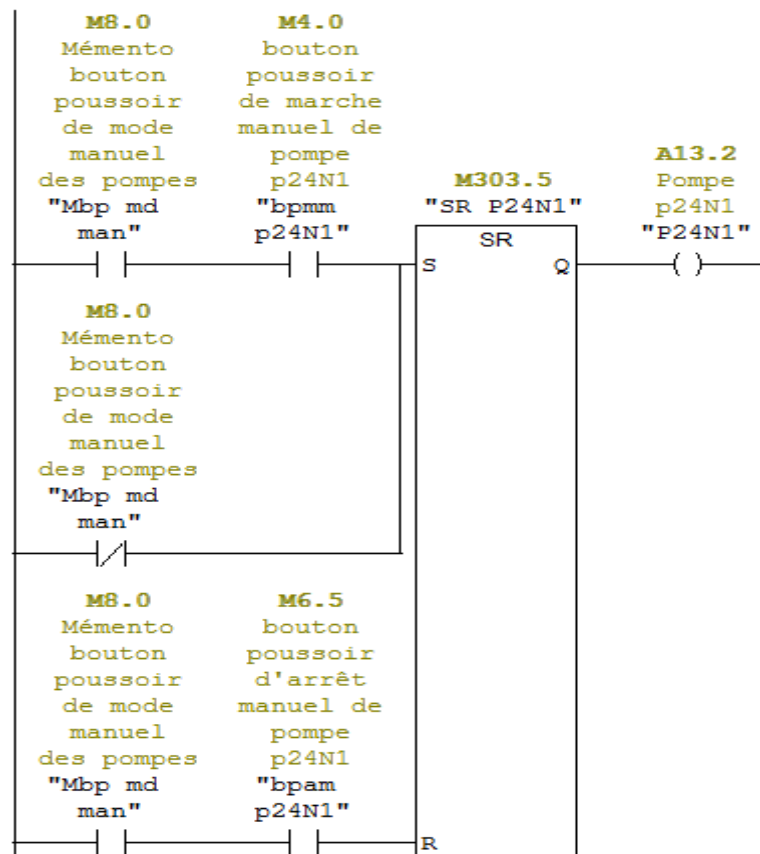 M8.0
Mémento
bouton
poussoir
de mode
manuel
des pompes
"Mbp md
man"
M4.0
bouton
poussoir
de marche
manuel de
pompe
p24N1
"bpmm
p24N1"
M303.5
"SR P24N1"
SR
S
Q
A13.2
Pompe
p24N1
"P24N1"
M8.0
Mémento
bouton
poussoir
de mode
manuel
des pompes
"Mbp md
man"
M8.0
Mémento
bouton
poussoir
de mode
manuel
des pompes
"Mbp md
man"
M6.5
bouton
poussoir
d'arrêt
manuel de
pompe
p24N1
"bpam
p24N1"
R